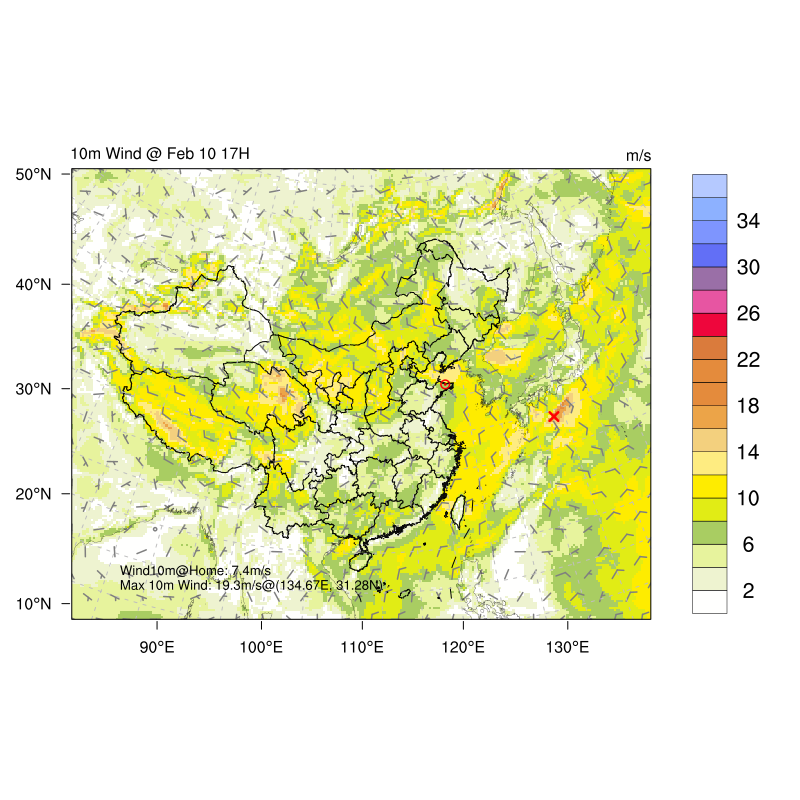 10m Wind @ Feb 10 17H m/s
50°N
40°N
30°N
20°N
10°N
90°E 100°E 110°E 120°E 130°E
34
30
26
22
18
14
10
6
2
Wind10m@Home: 7.4m/s
Max 10m Wind: 19.3m/s@(134.67E, 31.28N)